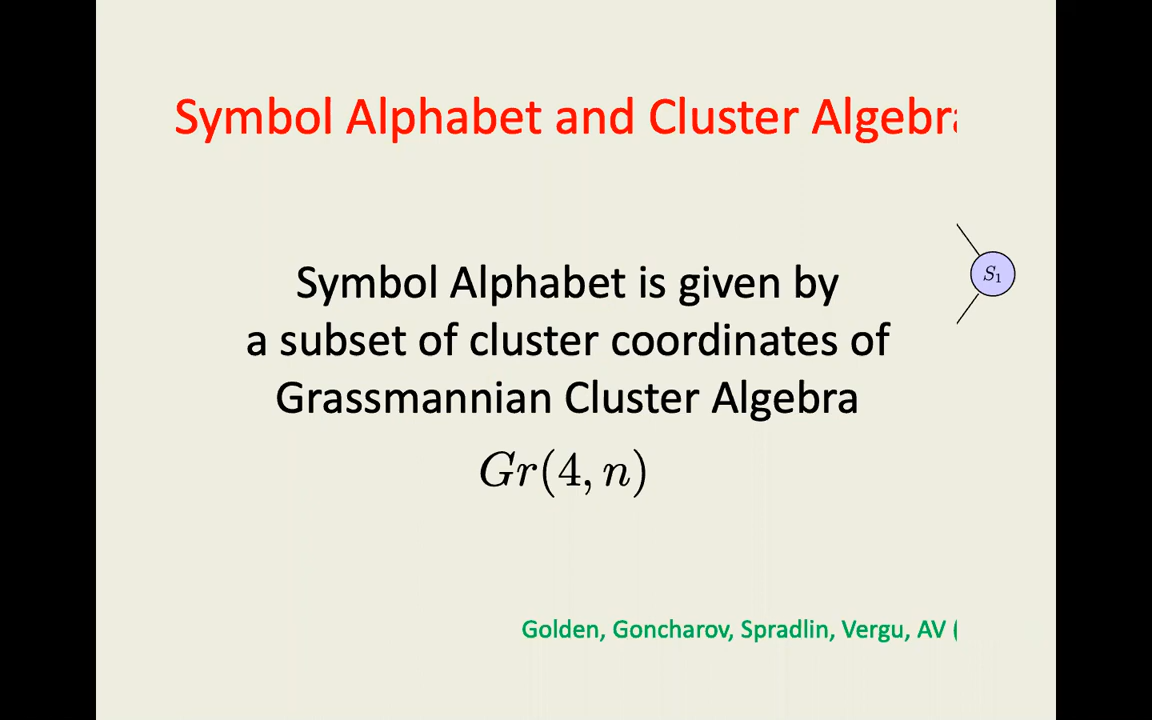 Symbol Alphabet and Cluster Algebra
Symbol Alphabet is given by
a subset of cluster coordinates of
Grassmannian Cluster Algebra
Gr(4, n)
S₁
Golden, Goncharov, Spradlin, Vergu, AV (